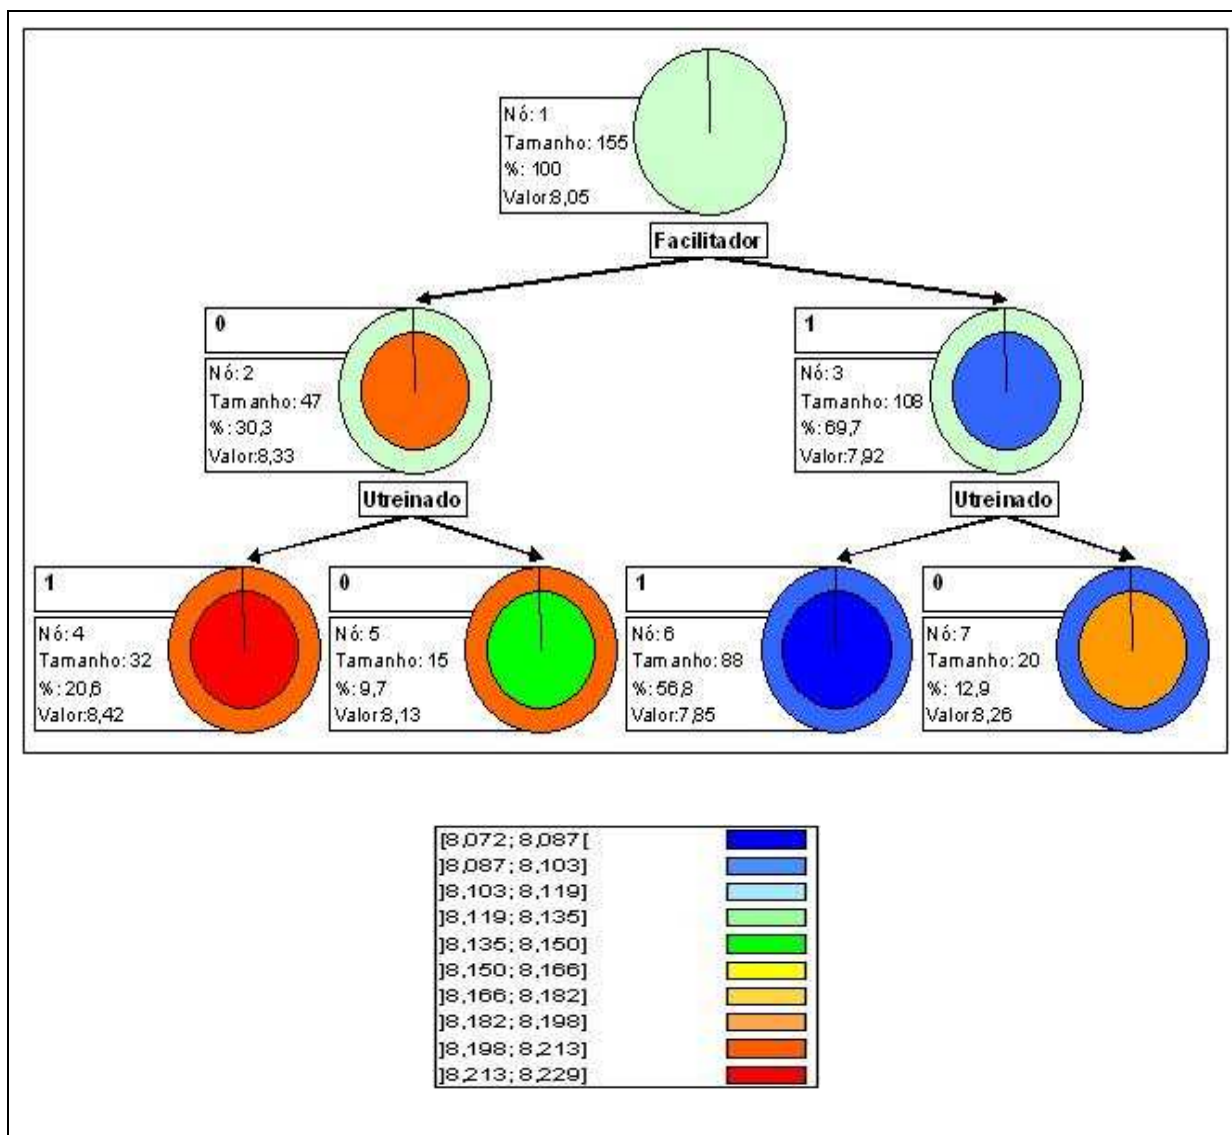 Nó: 1
Tamanho: 155
%: 100
Valor:8,05
Facilitador
0
Nó: 2
Tamanho: 47
%: 30,3
Valor:8,33
1
Nó: 3
Tamanho: 108
%: 69,7
Valor:7,92
Utreinado
Utreinado
1
Nó: 4
Tamanho: 32
%: 20,6
Valor:8,42
0
Nó: 5
Tamanho: 15
%: 9,7
Valor:8,13
1
Nó: 6
Tamanho: 88
%: 56,8
Valor:7,85
0
Nó: 7
Tamanho: 20
%: 12,9
Valor:8,26
[8,072; 8,087[
]8,087; 8,103]
]8,103; 8,119]
]8,119; 8,135]
]8,135; 8,150]
]8,150; 8,166]
]8,166; 8,182]
]8,182; 8,198]
]8,198; 8,213]
]8,213; 8,229]